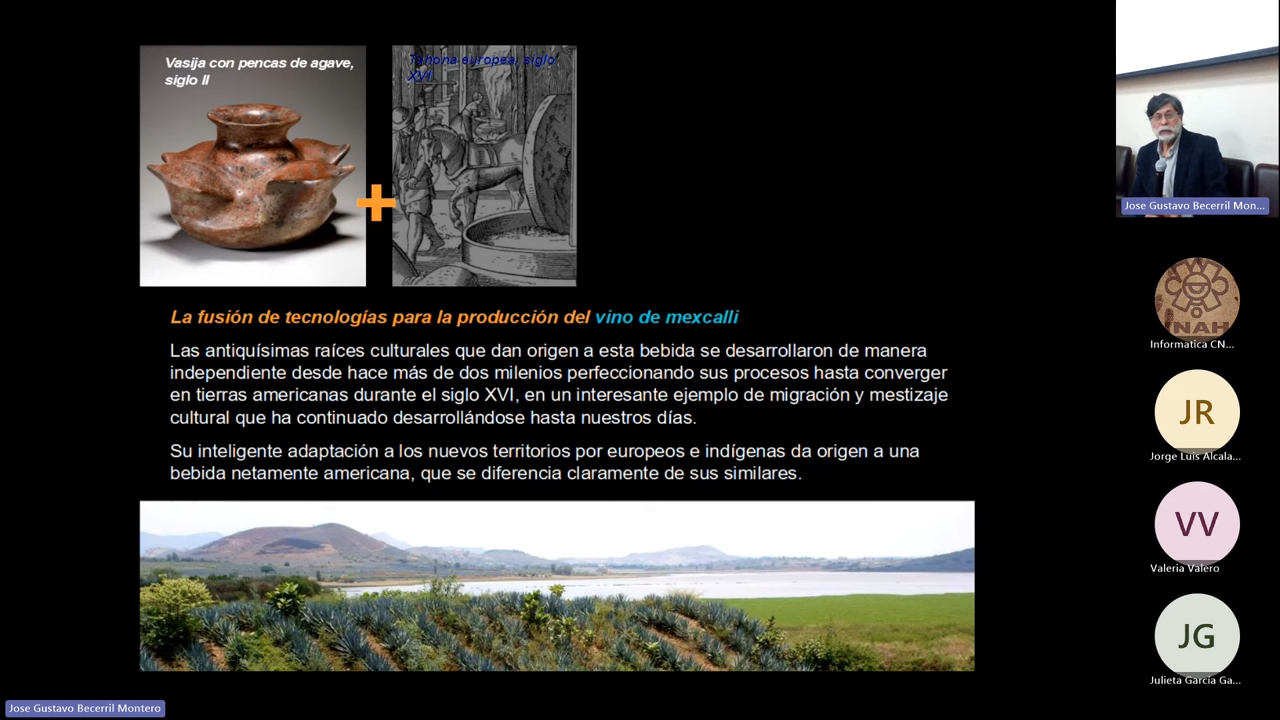 Vasija con pencas de agave,
siglo II
Tahona europea, siglo
XVI
La fusión de tecnologías para la producción del vino de mexcalli
Las antiquísimas raíces culturales que dan origen a esta bebida se desarrollaron de manera
independiente desde hace más de dos milenios perfeccionando sus procesos hasta converger
en tierras americanas durante el siglo XVI, en un interesante ejemplo de migración y mestizaje
cultural que ha continuado desarrollándose hasta nuestros días.
Su inteligente adaptación a los nuevos territorios por europeos e indígenas da origen a una
bebida netamente americana, que se diferencia claramente de sus similares.
Jose Gustavo Becerril Mon...
INAH
Informatica CN...
JR
Jorge Luis Alcala...
VV
Valeria Valero
JG
Julieta García Ga...
Jose Gustavo Becerril Montero